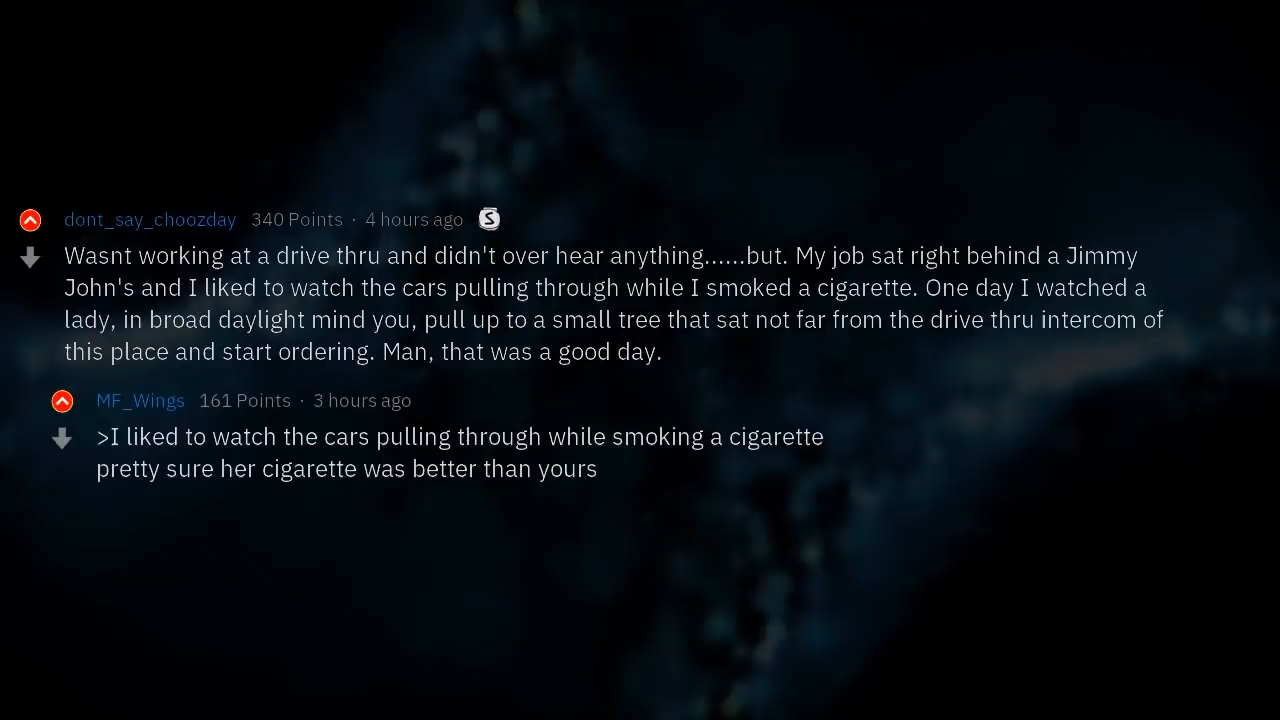 dont_say_choozday 340 Points · 4 hours ago
Wasnt working at a drive thru and didn't over hear anything......but. My job sat right behind a Jimmy
John's and I liked to watch the cars pulling through while I smoked a cigarette. One day I watched a
lady, in broad daylight mind you, pull up to a small tree that sat not far from the drive thru intercom of
this place and start ordering. Man, that was a good day.
MF_Wings 161 Points · 3 hours ago
>I liked to watch the cars pulling through while smoking a cigarette
pretty sure her cigarette was better than yours